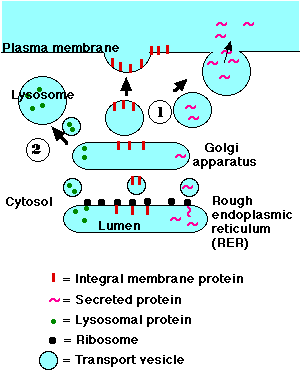 Plasma membrane
Lysosome
1
2
Golgi
apparatus
Cytosol
Rough
endoplasmic
reticulum
(RER)
Lumen
= Integral membrane protein
= Secreted protein
= Lysosomal protein
= Ribosome
= Transport vesicle